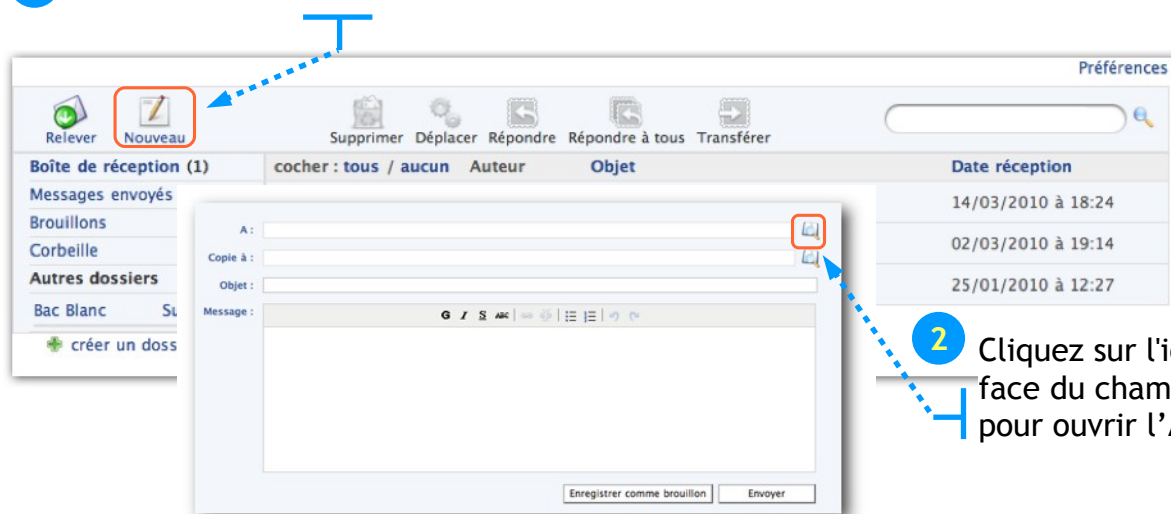 Préférences
Relever Nouveau Supprimer Déplacer Répondre Répondre à tous Transférer
Boîte de réception (1) cocher : tous / aucun Auteur Objet Date réception
Messages envoyés 14/03/2010 à 18:24
Brouillons
Corbeille 02/03/2010 à 19:14
Autres dossiers 25/01/2010 à 12:27
Bac Blanc
créer un
A :
Copie à :
Objet :
Message : G I S ABC
Enregistrer comme brouillon Envoyer
2 Cliquez sur
face du
pour ouvrir